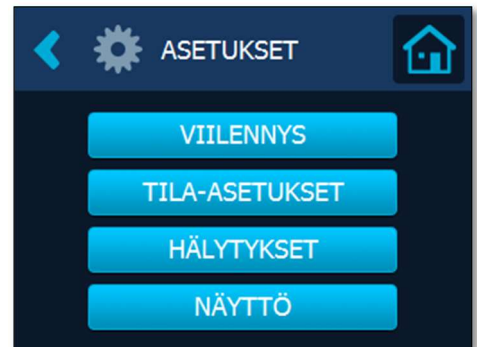 ASETUKSET
VIILENNYS
TILA-ASETUKSET
HÄLYTYKSET
NÄYTTÖ